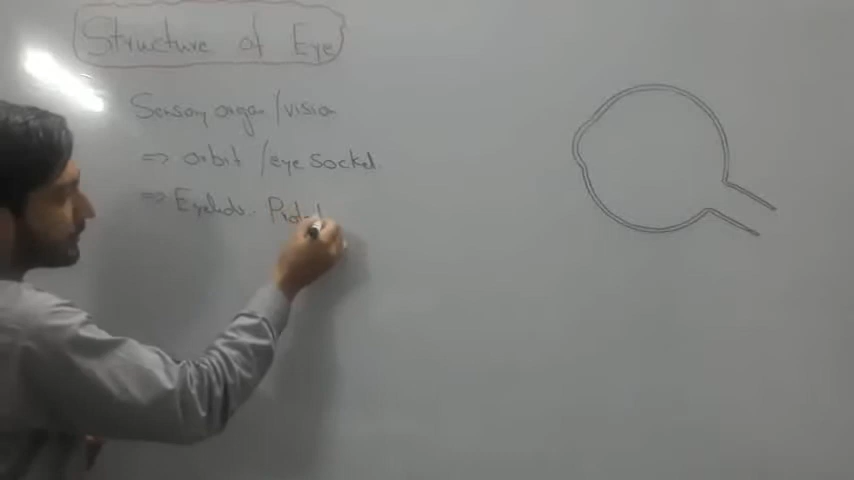 Structure of Eye
Sensory organ/vision
=> orbit /eye socket.
=> Eyelids.